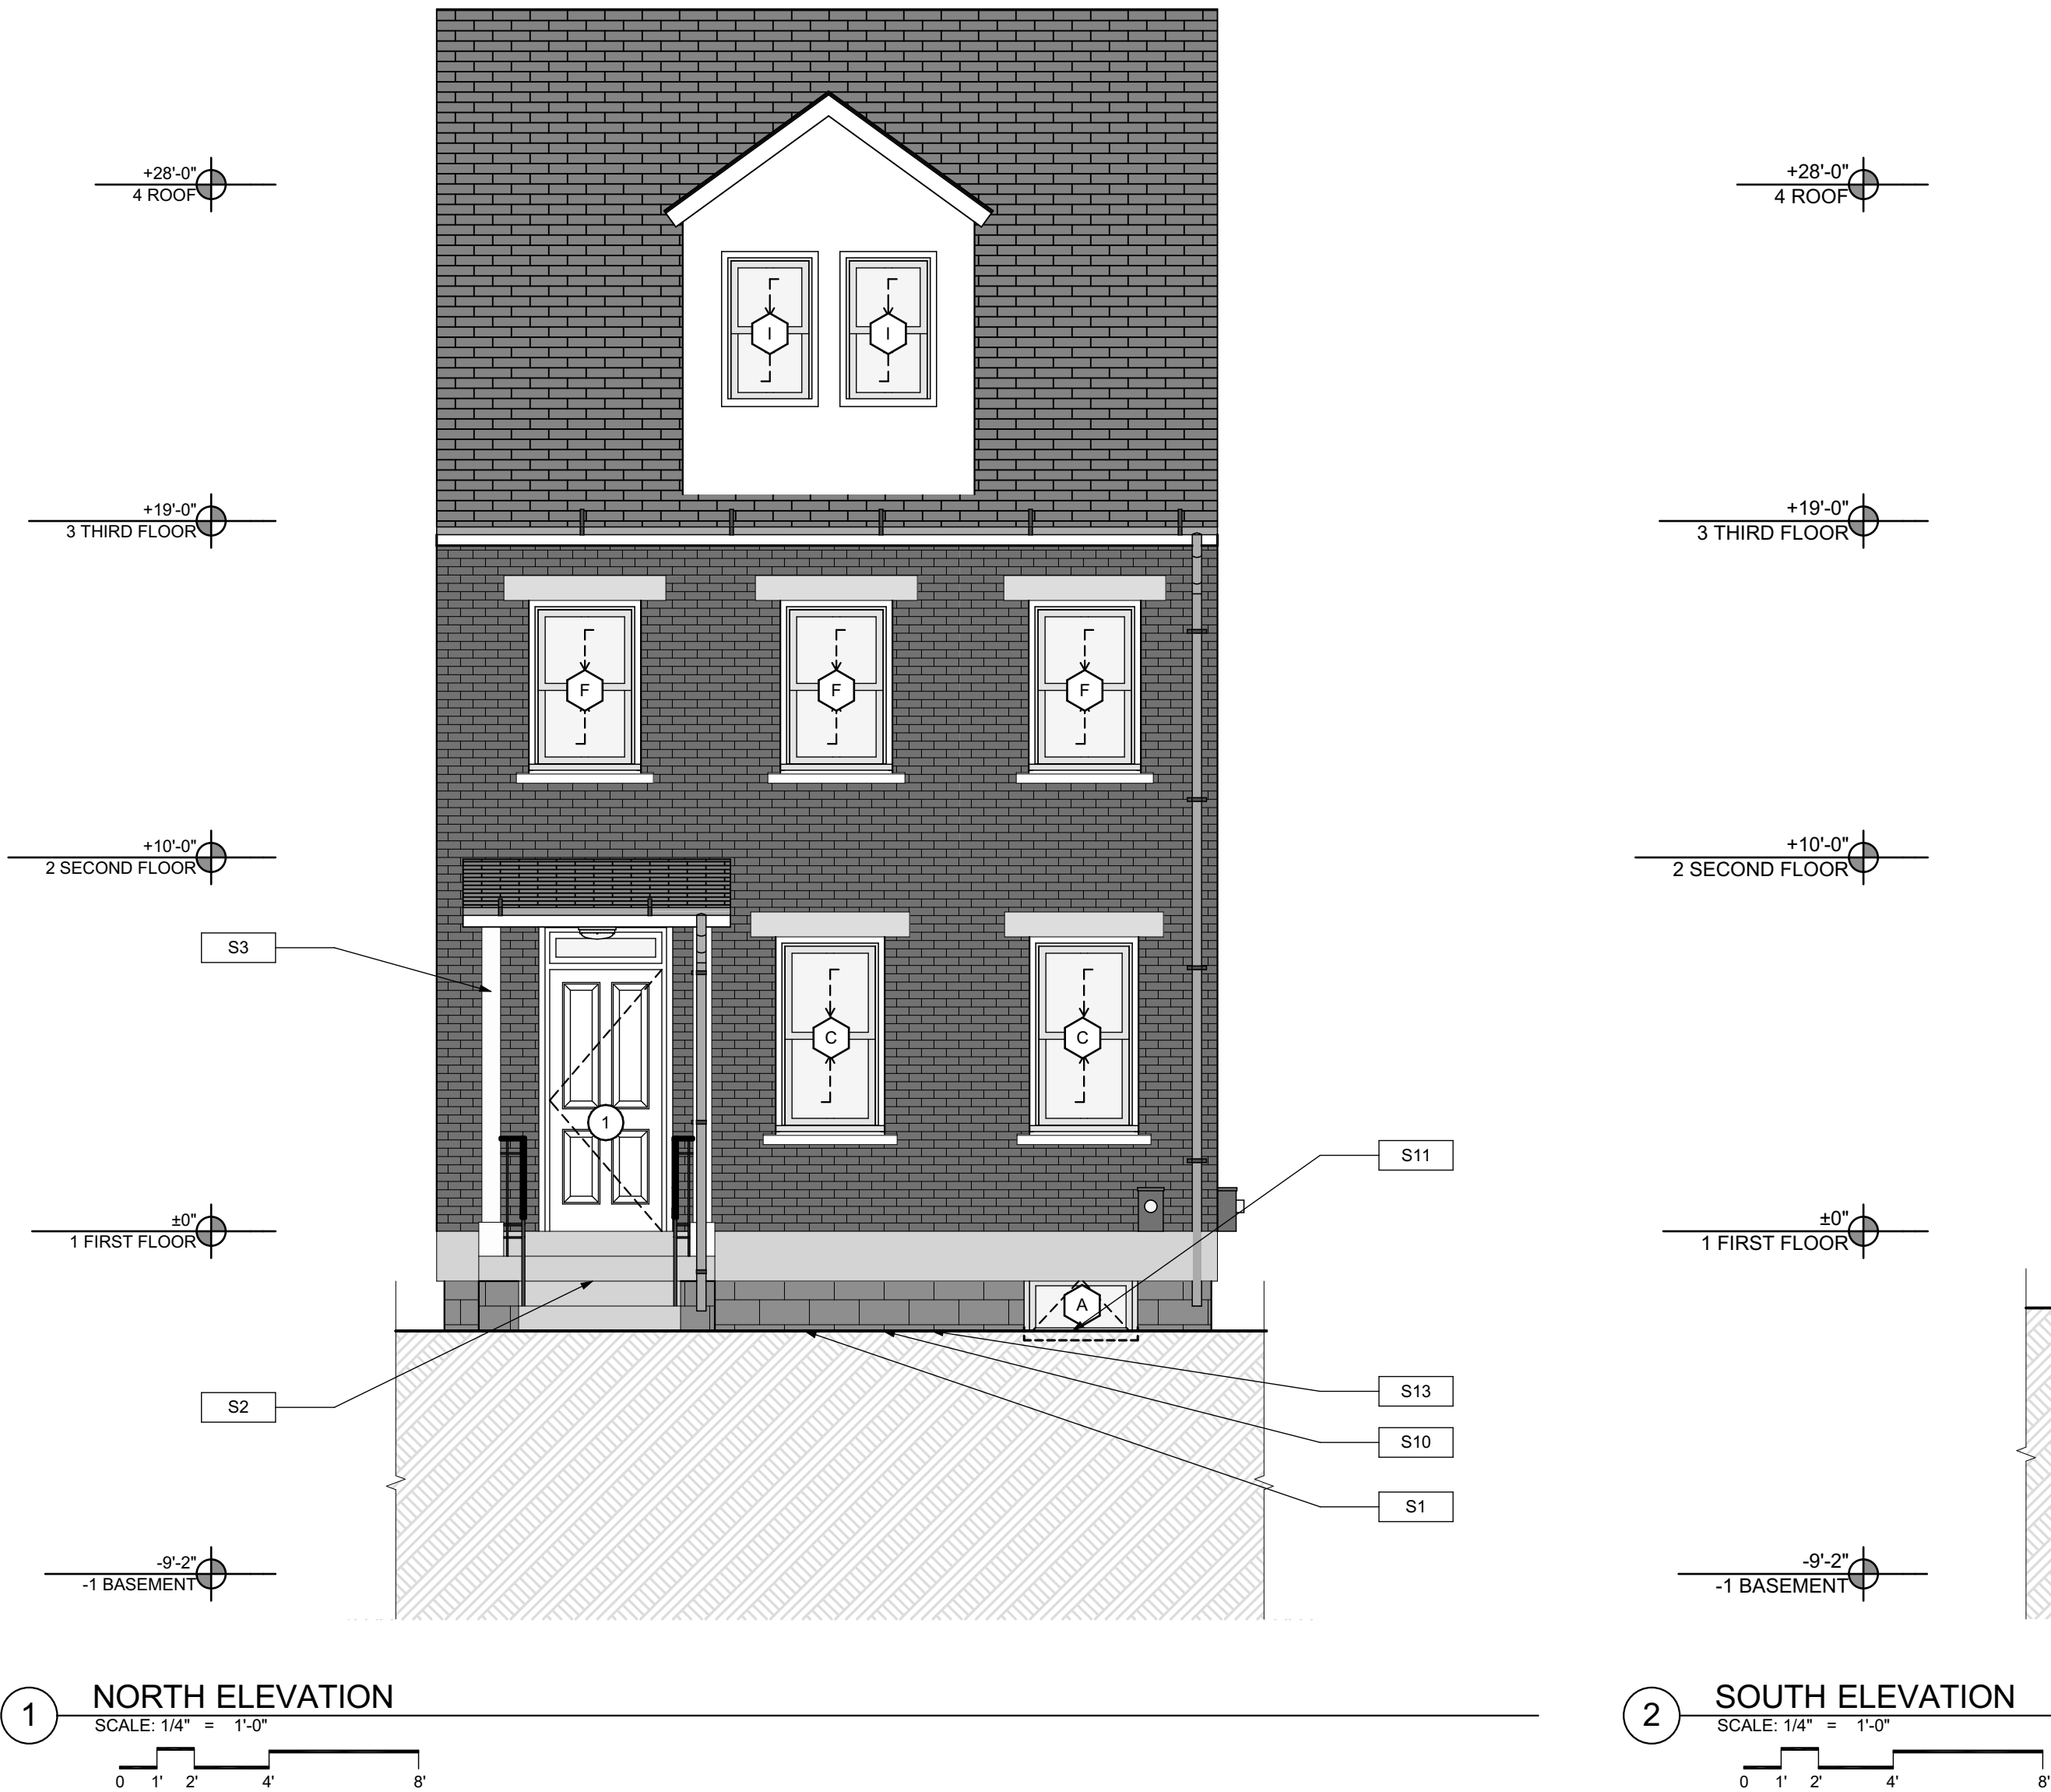 +28'-0"
4 ROOF
+19'-0"
3 THIRD FLOOR
+10'-0"
2 SECOND FLOOR
±0"
1 FIRST FLOOR
-9'-2"
-1 BASEMENT
I
I
F
F
F
C
C
1
A
S3
S2
S11
S13
S10
S1
1
NORTH ELEVATION
SCALE: 1/4" = 1'-0"
0 1' 2' 4' 8'
+28'-0"
4 ROOF
+19'-0"
3 THIRD FLOOR
+10'-0"
2 SECOND FLOOR
±0"
1 FIRST FLOOR
-9'-2"
-1 BASEMENT
2
SOUTH ELEVATION
SCALE: 1/4" = 1'-0"
0 1' 2' 4' 8'